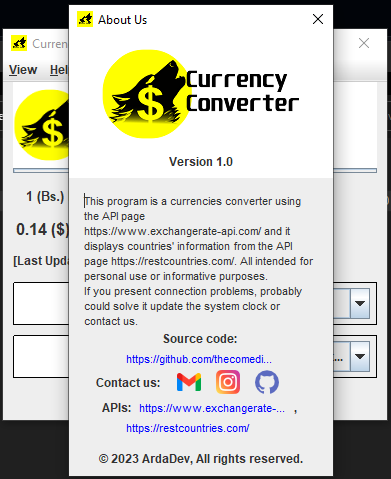 About Us
Currency
Converter
Version 1.0
This program is a currencies converter using
the API page
https://www.exchangerate-api.com/ and it
displays countries' information from the API
page https://restcountries.com/. All intended for
personal use or informative purposes.
If you present connection problems, probably
could solve it update the system clock or
contact us.
Source code:
https://github.com/thecomedi...
Contact us:
APIs: https://www.exchangerate-... ,
https://restcountries.com/
© 2023 ArdaDev, All rights reserved.
View
1 (Bs.)
0.14 ($)